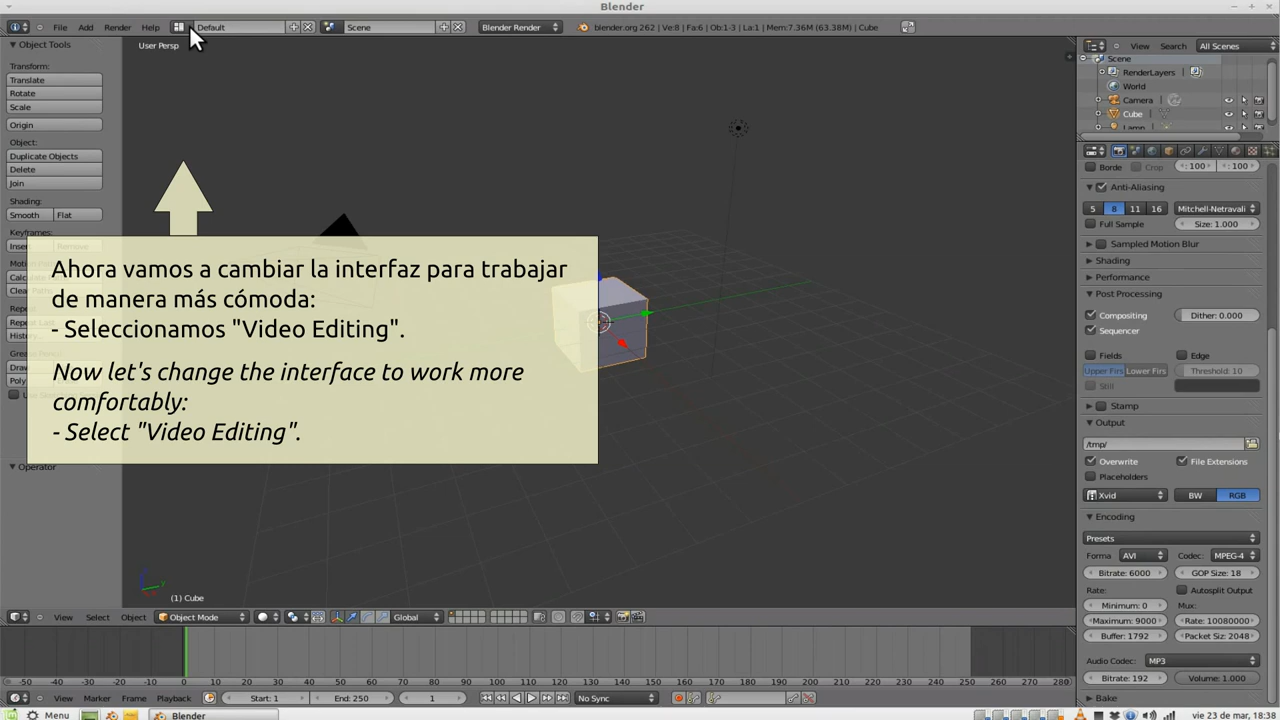 Blender
File Add Render Help Default Scene Blender Render blender.org 262 | Ve:8 | Fa:6 | Ob:1-3 | La:1 | Mem:7.36M (63.38M) | Cube
Object Tools
User Persp
View Search All Scenes
Scene
RenderLayers
World
Camera
Cube
Lamp
Transform:
Translate
Rotate
Scale
Origin
Object:
Duplicate Objects
Delete
Join
Shading:
Smooth Flat
Keyframes:
Insert Remove
Ahora vamos a cambiar la interfaz para trabajar
de manera más cómoda:
- Seleccionamos "Video Editing".
Now let's change the interface to work more
comfortably:
- Select "Video Editing".
Operator
(1) Cube
Borde Crop :100 :100
Anti-Aliasing
5 8 11 16 Mitchell-Netravali
Full Sample Size: 1.000
Sampled Motion Blur
Shading
Performance
Post Processing
Compositing Dither: 0.000
Sequencer
Fields Edge
Upper Firs Lower Firs Threshold: 10
Still
Stamp
Output
/tmp/
Overwrite File Extensions
Placeholders
Xvid BW RGB
Encoding
Presets
Forma AVI Codec: MPEG-4
Bitrate: 6000 GOP Size: 18
Rate: Autosplit Output
Minimum: 0 Mux:
Maximum: 9000 Rate: 10080000
Buffer: 1792 Packet Siz: 2048
Audio Codec: MP3
Bitrate: 192 Volume: 1.000
Bake
View Select Object Object Mode Global
-50 -40 -30 -20 -10 0 10 20 30 40 50 60 70 80 90 100 110 120 130 140 150 160 170 180 190 200 210 220 230 240 250 260 270 280
View Marker Frame Playback Start: 1 End: 250 1 No Sync
Menu Blender vie 23 de mar, 18:38